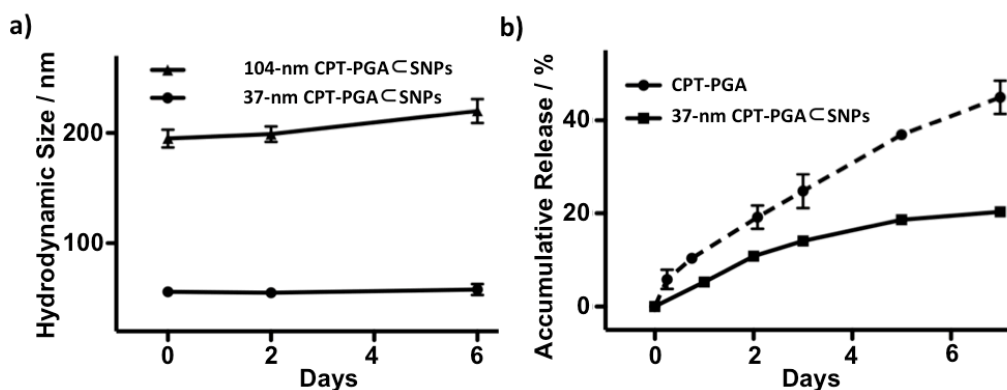 a)
Hydrodynamic Size / nm
200
100
104-nm CPT-PGA⊂SNPs
37-nm CPT-PGA⊂SNPs
0 2 4 6
Days
b)
Accumulative Release / %
40
20
0
CPT-PGA
37-nm CPT-PGA⊂SNPs
0 2 4 6
Days